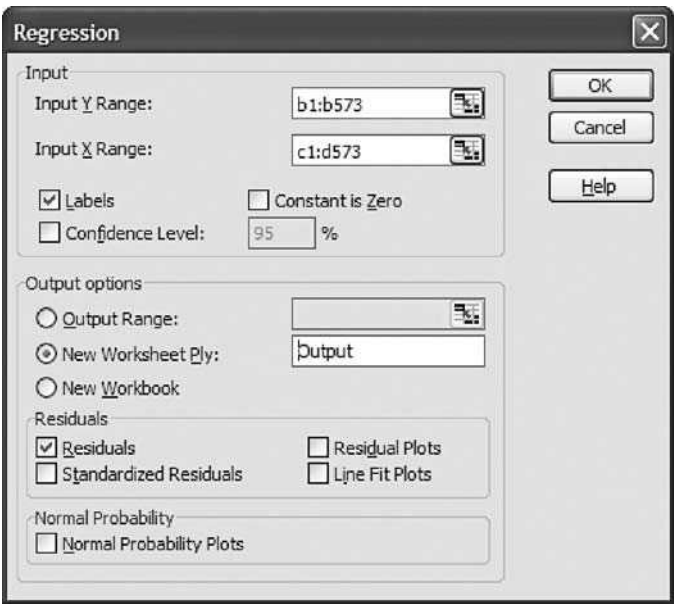 Regression
Input
Input Y Range: b1:b573
Input X Range: c1:d573
Labels Constant is Zero
Confidence Level: 95 %
OK
Cancel
Help
Output options
Output Range:
New Worksheet Ply: Output
New Workbook
Residuals
Residuals Residual Plots
Standardized Residuals Line Fit Plots
Normal Probability
Normal Probability Plots